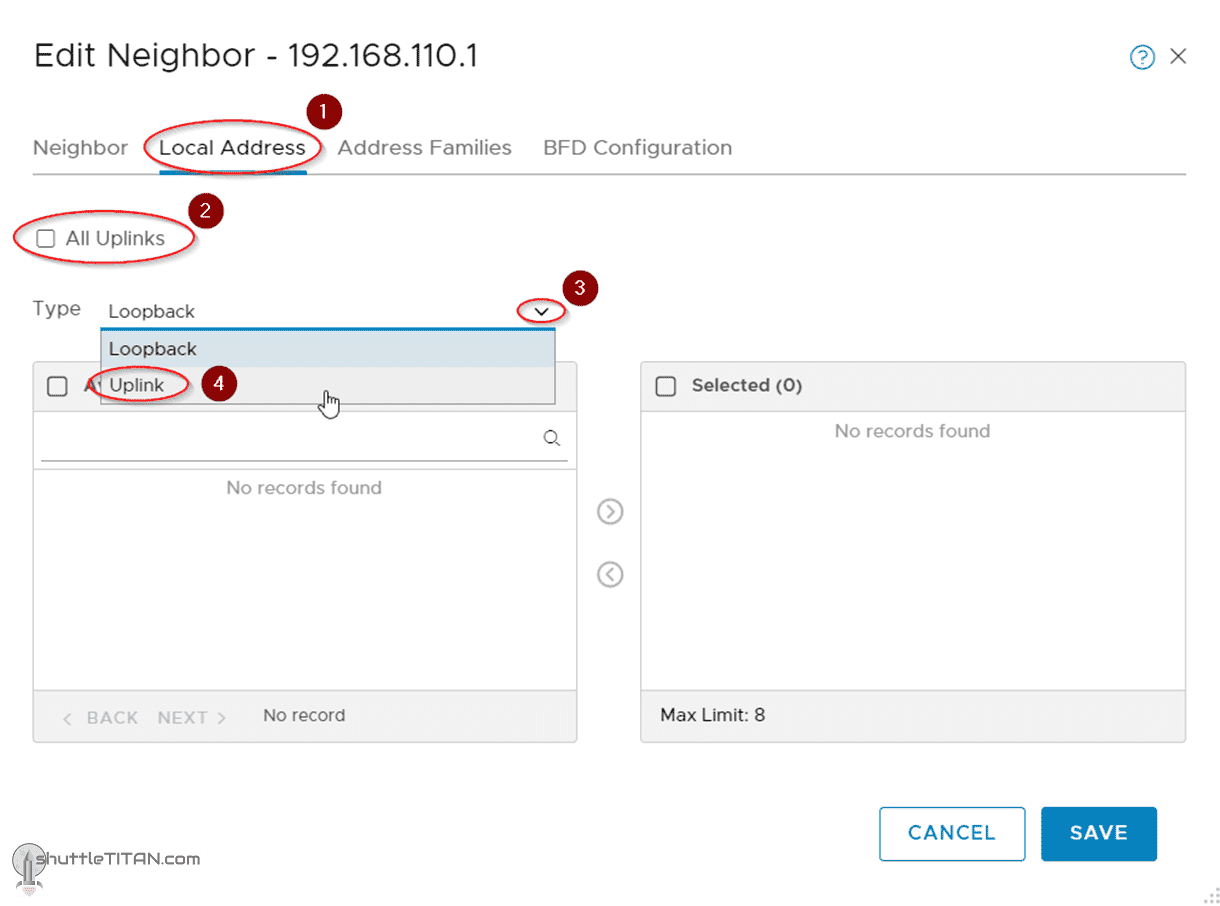 Edit Neighbor - 192.168.110.1
?
1
Neighbor Local Address Address Families BFD Configuration
2
All Uplinks
3
Type Loopback
Loopback
Uplink 4
Selected (0)
No records found
No records found
< BACK NEXT > No record
Max Limit: 8
CANCEL SAVE
shuttleTITAN.com